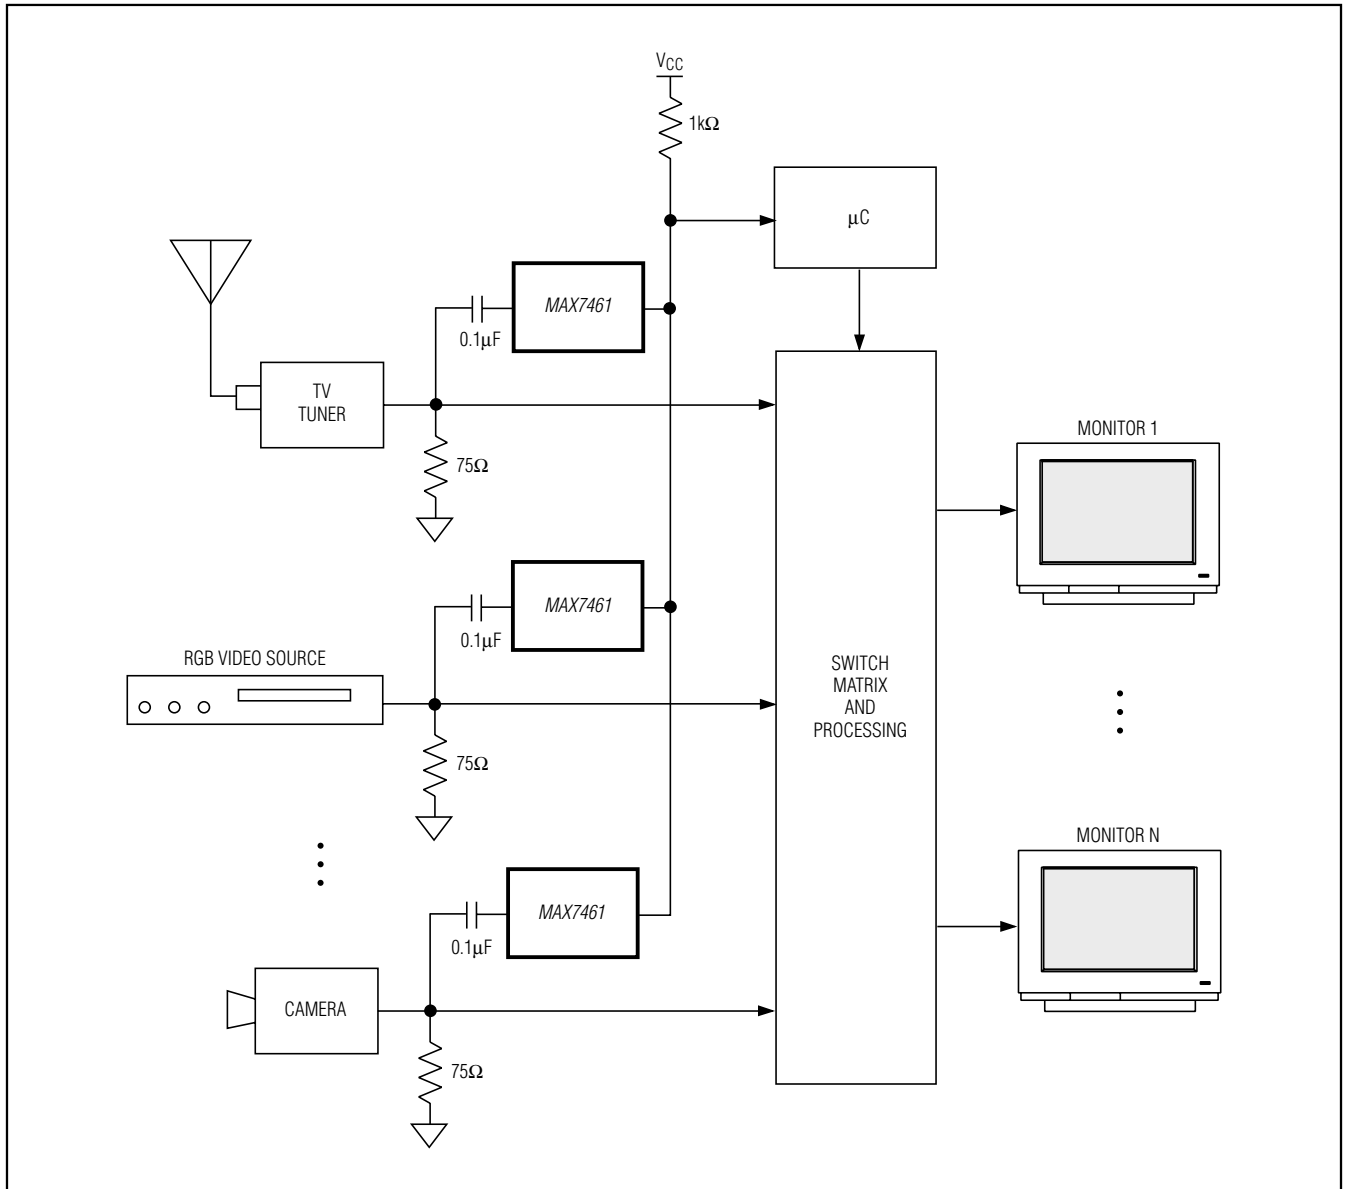 VCC
1kΩ
μC
MAX7461
0.1μF
TV
TUNER
75Ω
MONITOR 1
MAX7461
0.1μF
RGB VIDEO SOURCE
75Ω
SWITCH
MATRIX
AND
PROCESSING
MONITOR N
MAX7461
0.1μF
CAMERA
75Ω